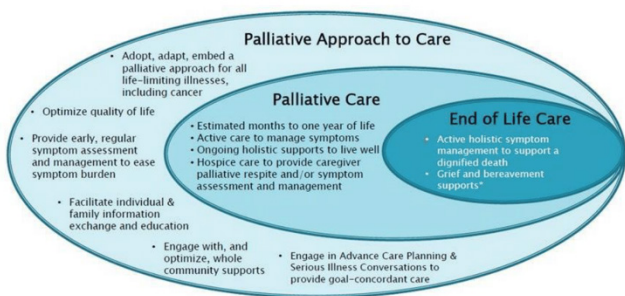 Palliative Approach to Care
• Adopt, adapt, embed a
palliative approach for all
life-limiting illnesses,
including cancer
• Optimize quality of life
• Provide early, regular
symptom assessment
and management to ease
symptom burden
• Facilitate individual &
family information
exchange and education
• Engage with, and
optimize, whole
community supports
• Engage in Advance Care Planning &
Serious Illness Conversations to
provide goal-concordant care
Palliative Care
• Estimated months to one year of life
• Active care to manage symptoms
• Ongoing holistic supports to live well
• Hospice care to provide caregiver
palliative respite and/or symptom
assessment and management
End of Life Care
• Active holistic symptom
management to support a
dignified death
• Grief and bereavement
supports*